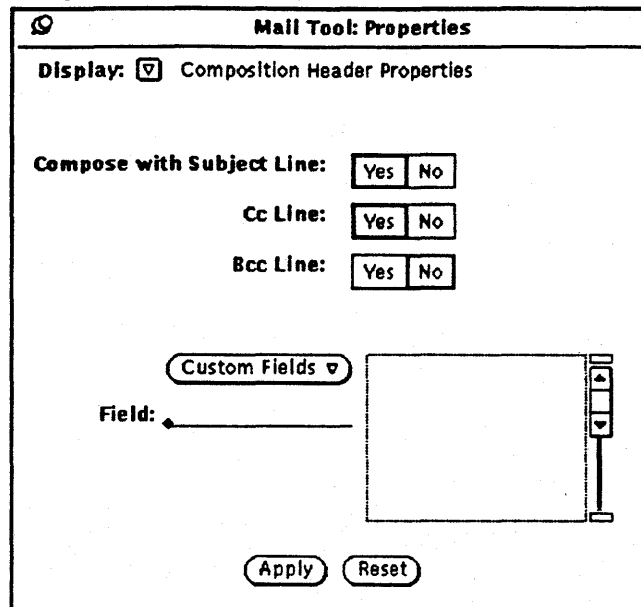 Mail Tool: Properties
Display: Composition Header Properties
Compose with Subject Line: Yes No
Cc Line: Yes No
Bcc Line: Yes No
Custom Fields
Field:
Apply Reset